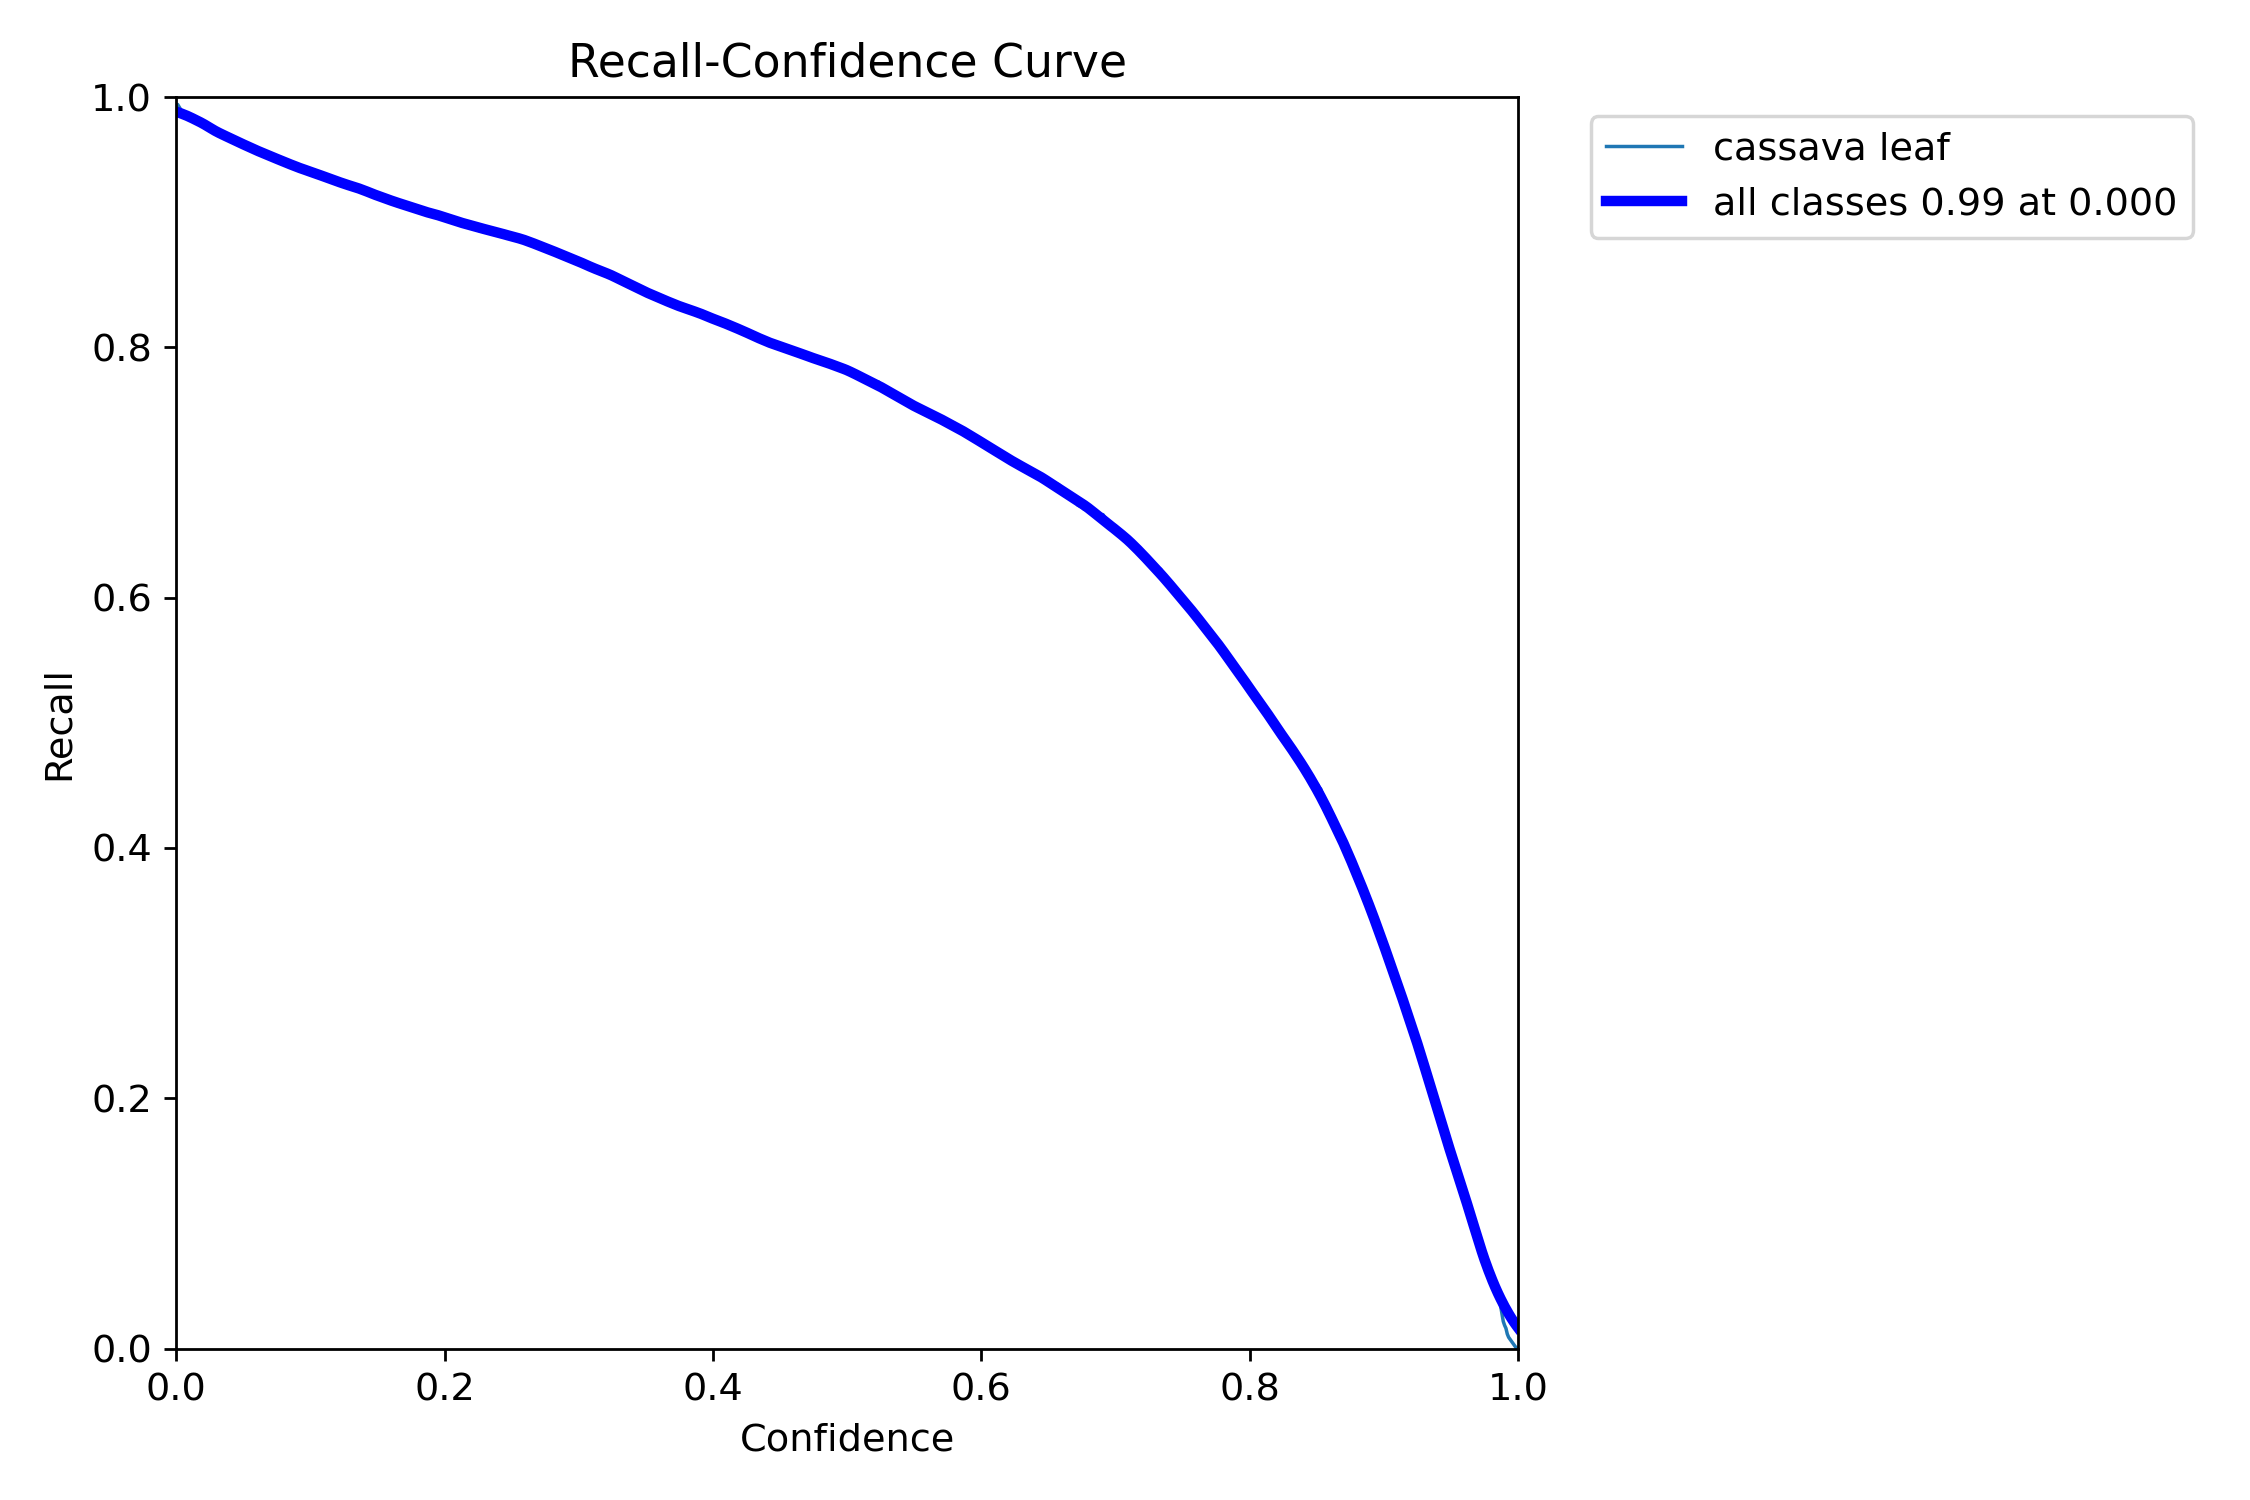 Recall-Confidence Curve
cassava leaf
all classes 0.99 at 0.000
1.0
0.8
0.6
0.4
0.2
0.0
Recall
0.0 0.2 0.4 0.6 0.8 1.0
Confidence